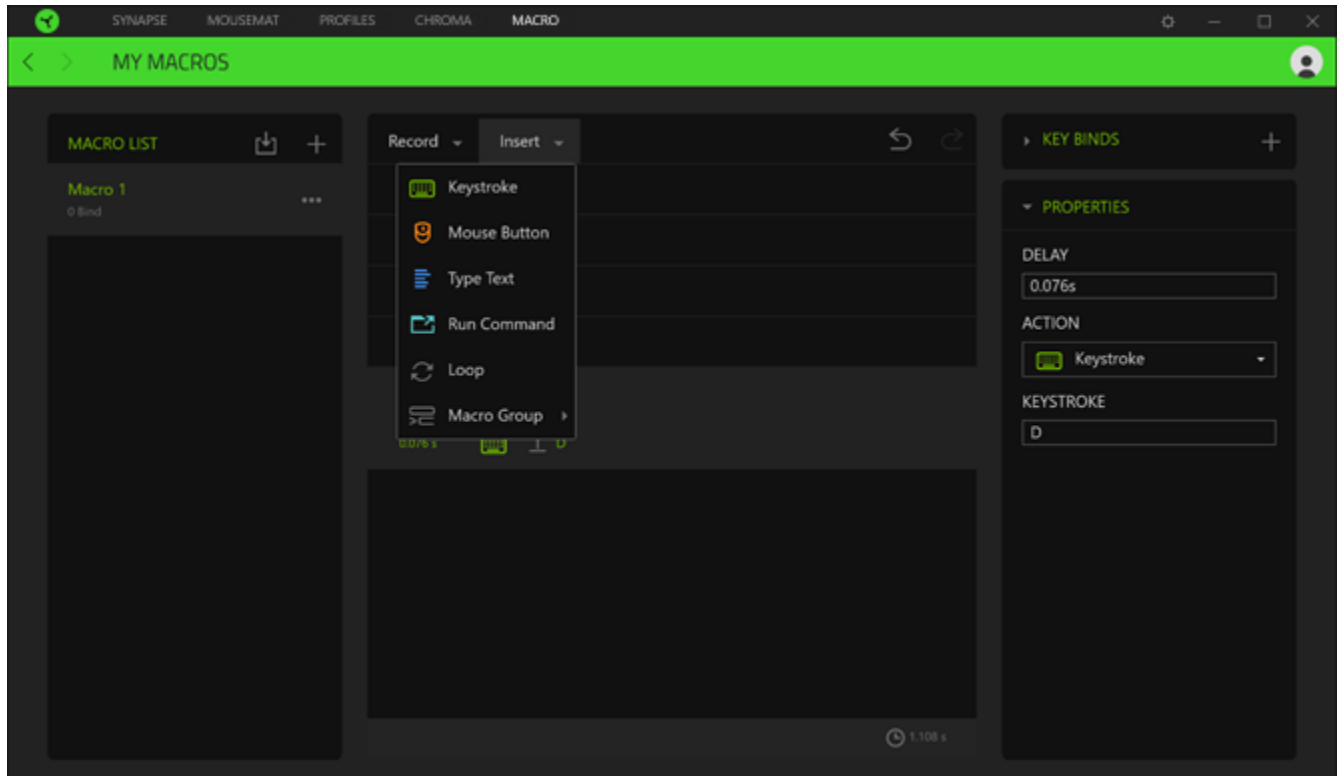 SYNAPSE MOUSEMAT PROFILES CHROMA MACRO
MY MACROS
MACRO LIST
Macro 1
0 Bind
Record Insert
Keystroke
Mouse Button
Type Text
Run Command
Loop
Macro Group
0.076 s D
1.108 s
KEY BINDS
PROPERTIES
DELAY
0.076s
ACTION
Keystroke
KEYSTROKE
D